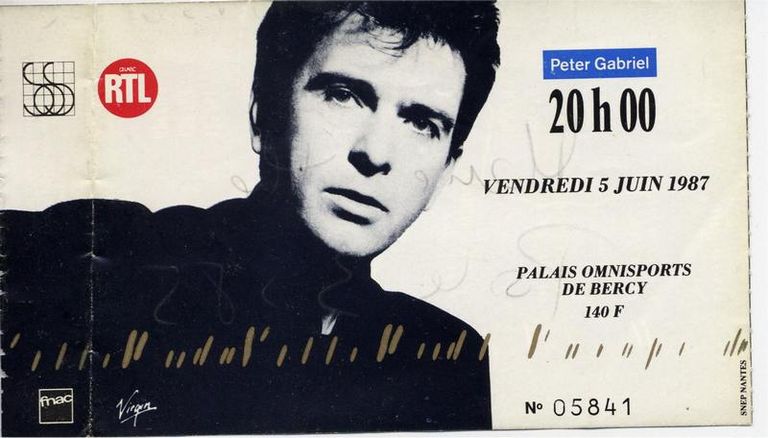 SOS
RTL
Peter Gabriel
20 h 00
VENDREDI 5 JUIN 1987
PALAIS OMNISPORTS
DE BERCY
140 F
fnac
Virgin
No 05841
SNEP NANTES